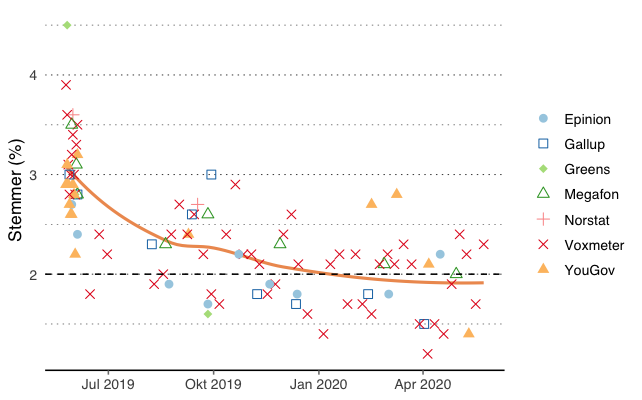 Stemmer (%)
4
3
2
Jul 2019
Okt 2019
Jan 2020
Apr 2020
Epinion
Gallup
Greens
Megafon
Norstat
Voxmeter
YouGov